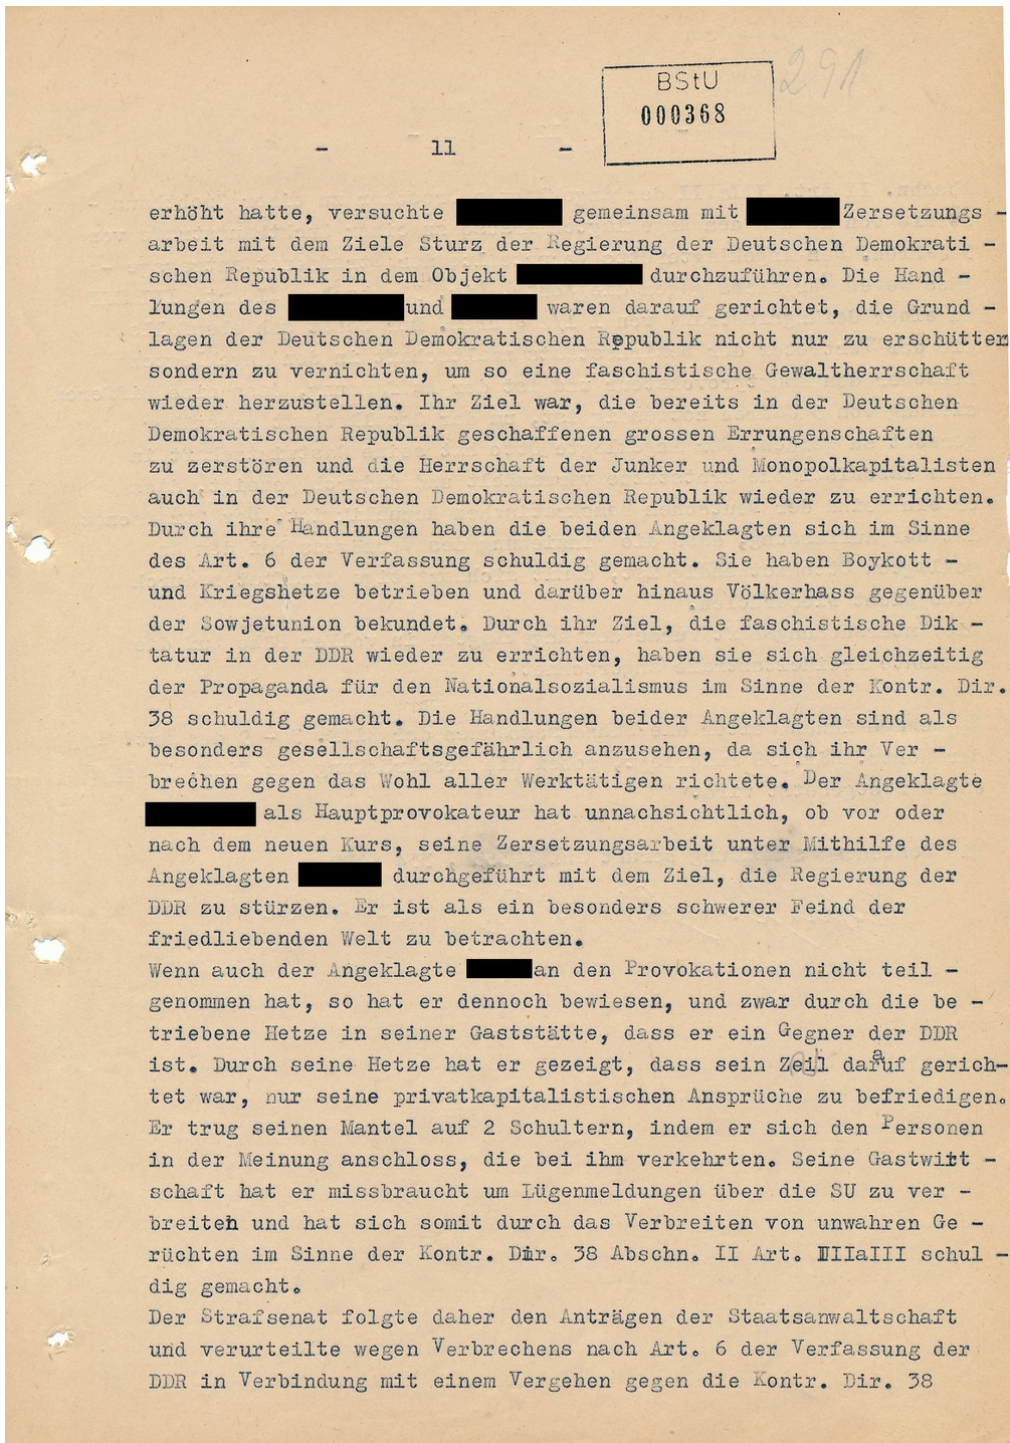 BStU
000368
291
- 11 -
erhöht hatte, versuchte gemeinsam mit Zersetzungs -
arbeit mit dem Ziele Sturz der Regierung der Deutschen Demokrati -
schen Republik in dem Objekt durchzuführen. Die Hand -
lungen des und waren darauf gerichtet, die Grund -
lagen der Deutschen Demokratischen Republik nicht nur zu erschüttern
sondern zu vernichten, um so eine faschistische Gewaltherrschaft
wieder herzustellen. Ihr Ziel war, die bereits in der Deutschen
Demokratischen Republik geschaffenen grossen Errungenschaften
zu zerstören und die Herrschaft der Junker und Monopolkapitalisten
auch in der Deutschen Demokratischen Republik wieder zu errichten.
Durch ihre Handlungen haben die beiden Angeklagten sich im Sinne
des Art. 6 der Verfassung schuldig gemacht. Sie haben Boykott -
und Kriegshetze betrieben und darüber hinaus Völkerhass gegenüber
der Sowjetunion bekundet. Durch ihr Ziel, die faschistische Dik -
tatur in der DDR wieder zu errichten, haben sie sich gleichzeitig
der Propaganda für den Nationalsozialismus im Sinne der Kontr. Dir.
38 schuldig gemacht. Die Handlungen beider Angeklagten sind als
besonders gesellschaftsgefährlich anzusehen, da sich ihr Ver -
brechen gegen das Wohl aller Werktätigen richtete. Der Angeklagte
als Hauptprovokateur hat unnachsichtlich, ob vor oder
nach dem neuen Kurs, seine Zersetzungsarbeit unter Mithilfe des
Angeklagten durchgeführt mit dem Ziel, die Regierung der
DDR zu stürzen. Er ist als ein besonders schwerer Feind der
friedliebenden Welt zu betrachten.
Wenn auch der Angeklagte an den Provokationen nicht teil -
genommen hat, so hat er dennoch bewiesen, und zwar durch die be -
triebene Hetze in seiner Gaststätte, dass er ein Gegner der DDR
ist. Durch seine Hetze hat er gezeigt, dass sein Zeil darauf gerich-
tet war, nur seine privatkapitalistischen Ansprüche zu befriedigen.
Er trug seinen Mantel auf 2 Schultern, indem er sich den Personen
in der Meinung anschloss, die bei ihm verkehrten. Seine Gastwirt -
schaft hat er missbraucht um Lügenmeldungen über die SU zu ver -
breiten und hat sich somit durch das Verbreiten von unwahren Ge -
rüchten im Sinne der Kontr. Dir. 38 Abschn. II Art. IIIaIII schul -
dig gemacht.
Der Strafsenat folgte daher den Anträgen der Staatsanwaltschaft
und verurteilte wegen Verbrechens nach Art. 6 der Verfassung der
DDR in Verbindung mit einem Vergehen gegen die Kontr. Dir. 38